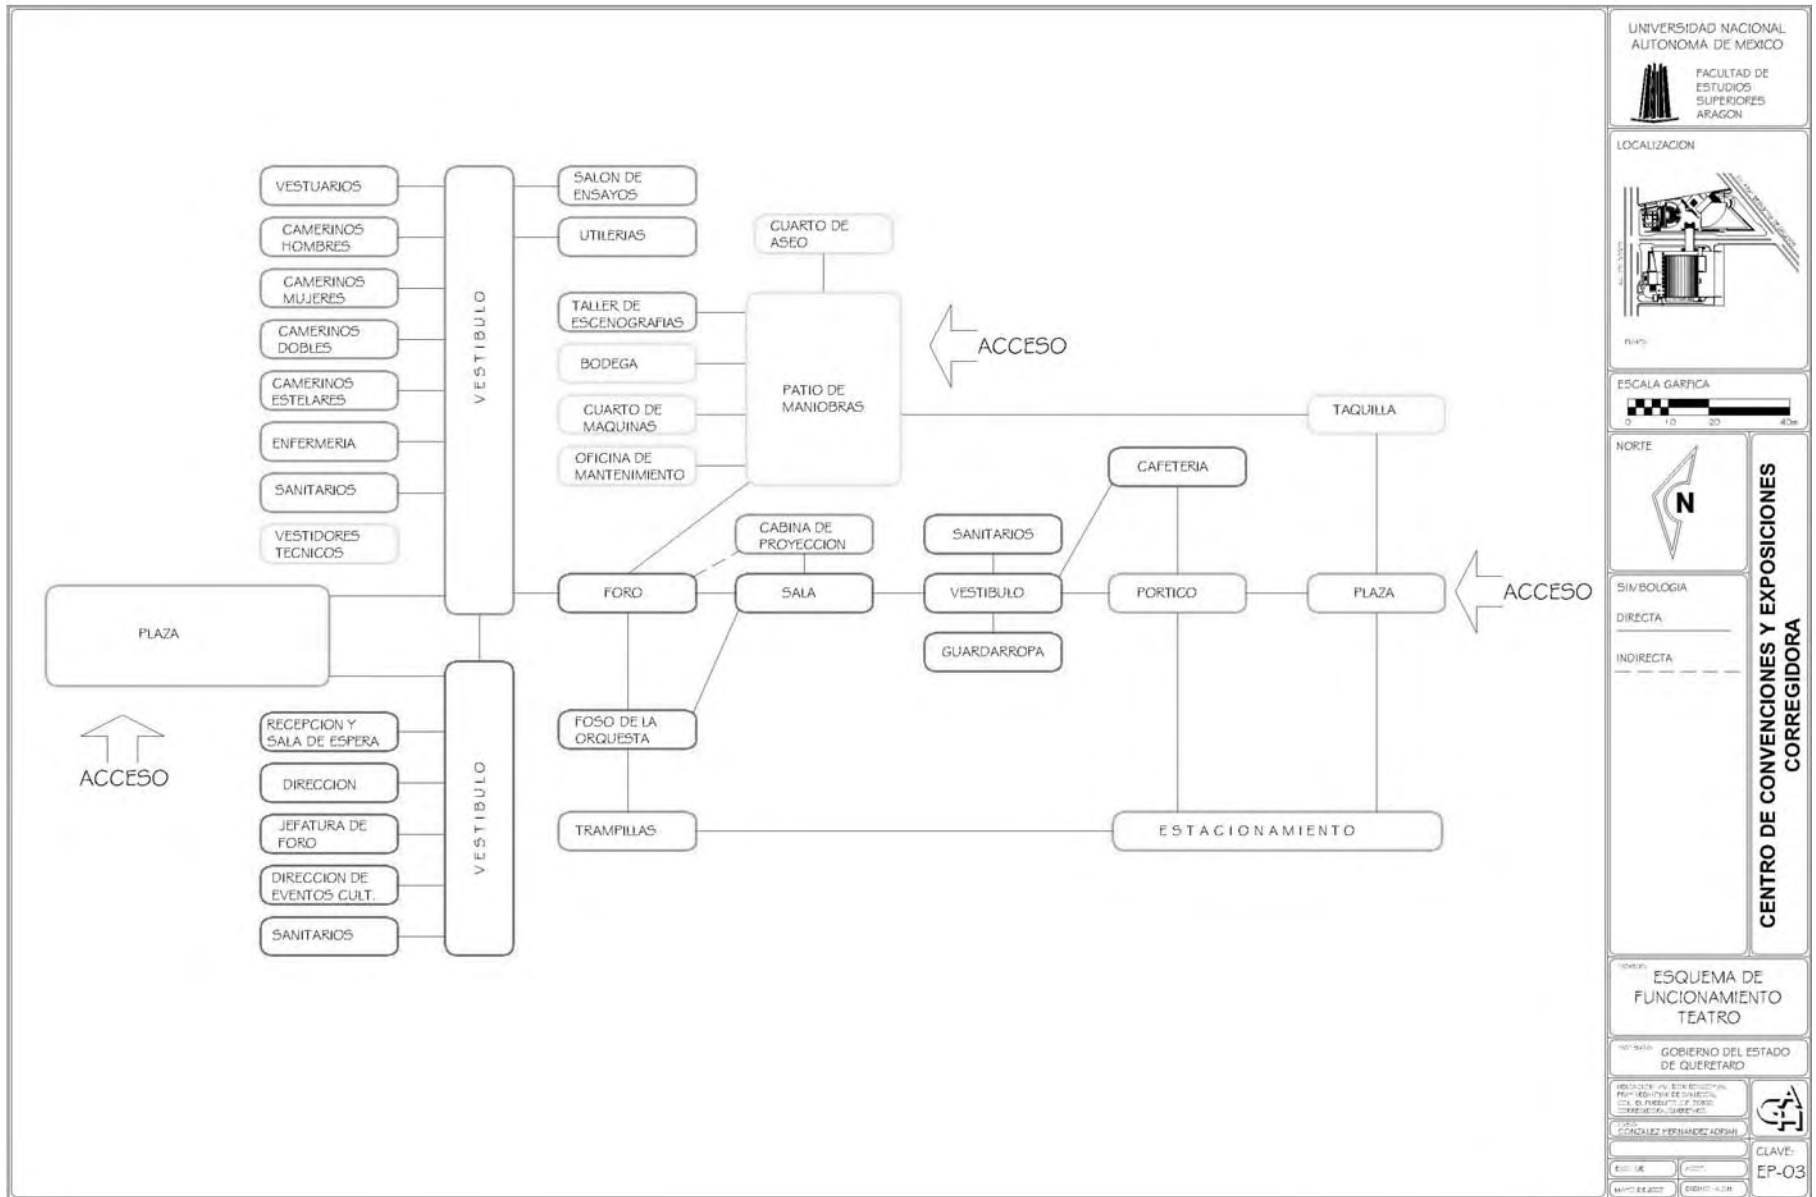 VESTUARIOS
CAMERINOS
HOMBRES
CAMERINOS
MUJERES
CAMERINOS
DOBLES
CAMERINOS
ESTELARES
ENFERMERIA
SANITARIOS
VESTIDORES
TECNICOS
VESTIBULO
SALON DE
ENSAYOS
UTILERIAS
CUARTO DE
ASEO
TALLER DE
ESCENOGRAFIAS
BODEGA
CUARTO DE
MAQUINAS
OFICINA DE
MANTENIMIENTO
PATIO DE
MANIOBRAS
ACCESO
TAQUILLA
CAFETERIA
CABINA DE
PROYECCION
SANITARIOS
FORO
SALA
VESTIBULO
PORTICO
PLAZA
ACCESO
GUARDARROPA
PLAZA
ACCESO
RECEPCION Y
SALA DE ESPERA
DIRECCION
JEFATURA DE
FORO
DIRECCION DE
EVENTOS CULT.
SANITARIOS
VESTIBULO
FOSO DE LA
ORQUESTA
TRAMPILLAS
ESTACIONAMIENTO
UNIVERSIDAD NACIONAL
AUTONOMA DE MEXICO
FACULTAD DE
ESTUDIOS
SUPERIORES
ARAGON
LOCALIZACION
ESCALA GARFICA
0 10 20 40m
NORTE
N
SIMBOLOGIA
DIRECTA
INDIRECTA
CENTRO DE CONVENCIONES Y EXPOSICIONES
CORREGIDORA
ESQUEMA DE
FUNCIONAMIENTO
TEATRO
GOBIERNO DEL ESTADO
DE QUERETARO
GONZALEZ HERNANDEZ ADRIAN
CLAVE:
EP-03